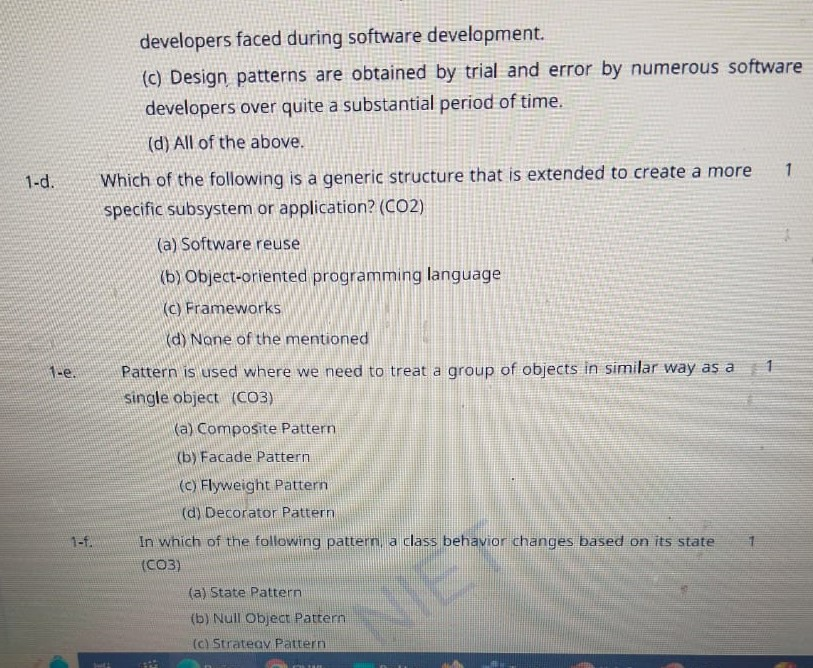 developers faced during software development.
(c) Design patterns are obtained by trial and error by numerous software
developers over quite a substantial period of time.
(d) All of the above.
1-d. Which of the following is a generic structure that is extended to create a more 1
specific subsystem or application? (CO2)
(a) Software reuse
(b) Object-oriented programming language
(c) Frameworks
(d) None of the mentioned
1-e. Pattern is used where we need to treat a group of objects in similar way as a 1
single object (CO3)
(a) Composite Pattern
(b) Facade Pattern
(c) Flyweight Pattern
(d) Decorator Pattern
1-f. In which of the following pattern, a class behavior changes based on its state 1
(CO3)
(a) State Pattern
(b) Null Object Pattern
(c) Strategy Pattern
NIET